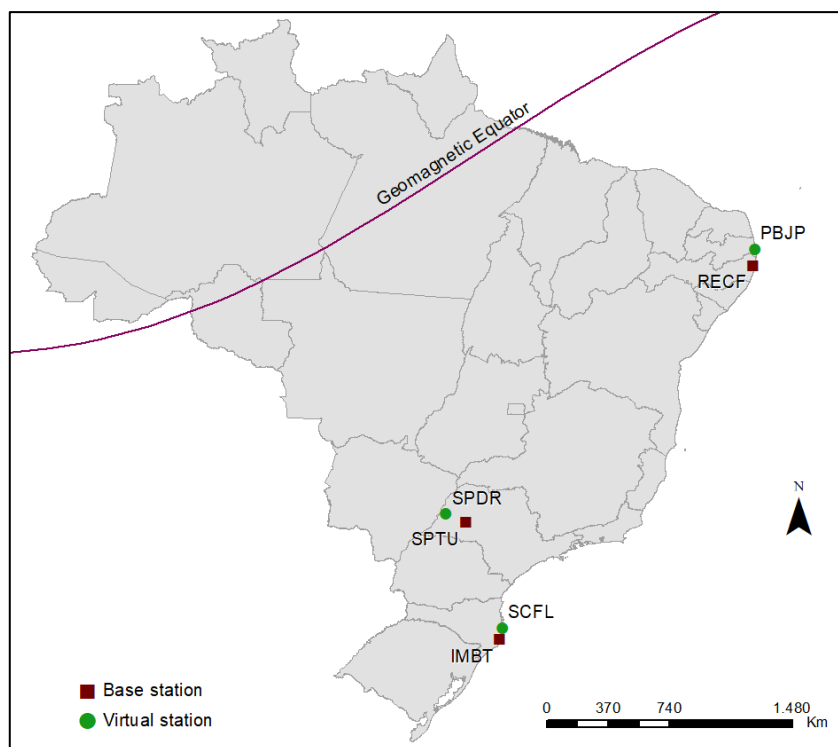 Geomagnetic Equator
PBJP
RECF
SPDR
SPTU
N
SCFL
IMBT
Base station
Virtual station
0 370 740 1.480
Km